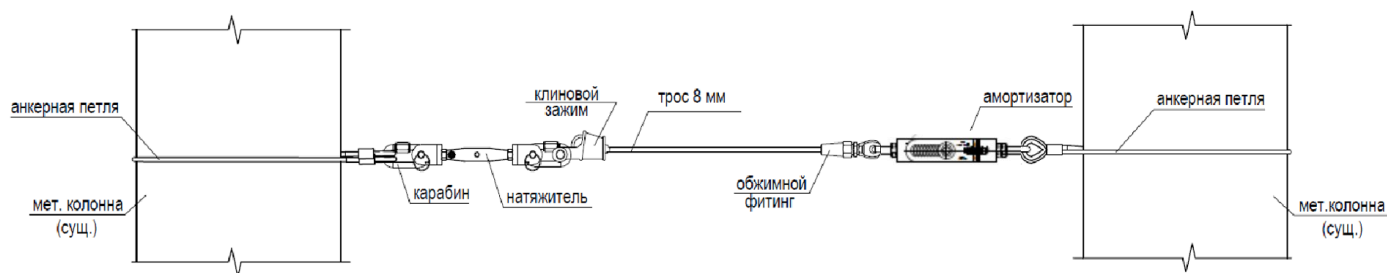 анкерная петля
клиновой
зажим
трос 8 мм
амортизатор
анкерная петля
мет. колонна
(сущ.)
карабин
натяжитель
обжимной
фитинг
мет.колонна
(сущ.)